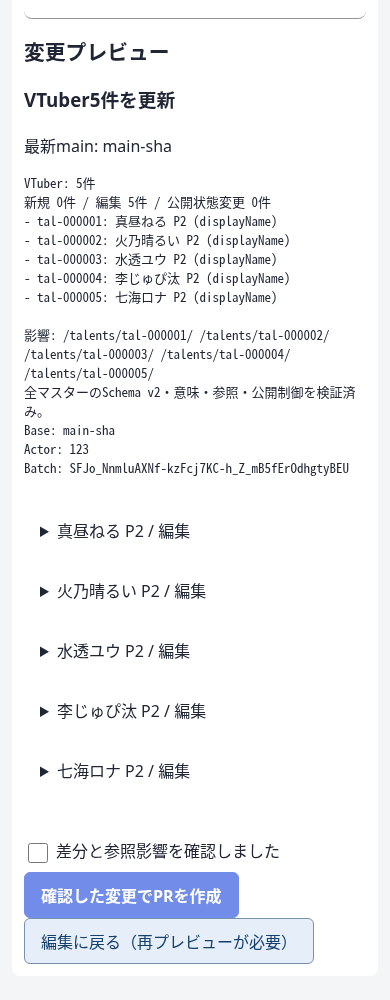 変更プレビュー
VTuber5件を更新
最新main: main-sha
VTuber: 5件
新規 0件 / 編集 5件 / 公開状態変更 0件
- tal-000001: 真昼ねる P2（displayName）
- tal-000002: 火乃晴るい P2（displayName）
- tal-000003: 水透ユウ P2（displayName）
- tal-000004: 李じゅぴ汰 P2（displayName）
- tal-000005: 七海ロナ P2（displayName）
影響: /talents/tal-000001/ /talents/tal-000002/
/talents/tal-000003/ /talents/tal-000004/
/talents/tal-000005/
全マスターのSchema v2・意味・参照・公開制御を検証済
み。
Base: main-sha
Actor: 123
Batch: SFJo_NnmluAXNf-kzFcj7KC-h_Z_mB5fErOdhgtyBEU
▶ 真昼ねる P2 / 編集
▶ 火乃晴るい P2 / 編集
▶ 水透ユウ P2 / 編集
▶ 李じゅぴ汰 P2 / 編集
▶ 七海ロナ P2 / 編集
差分と参照影響を確認しました
確認した変更でPRを作成
編集に戻る（再プレビューが必要）